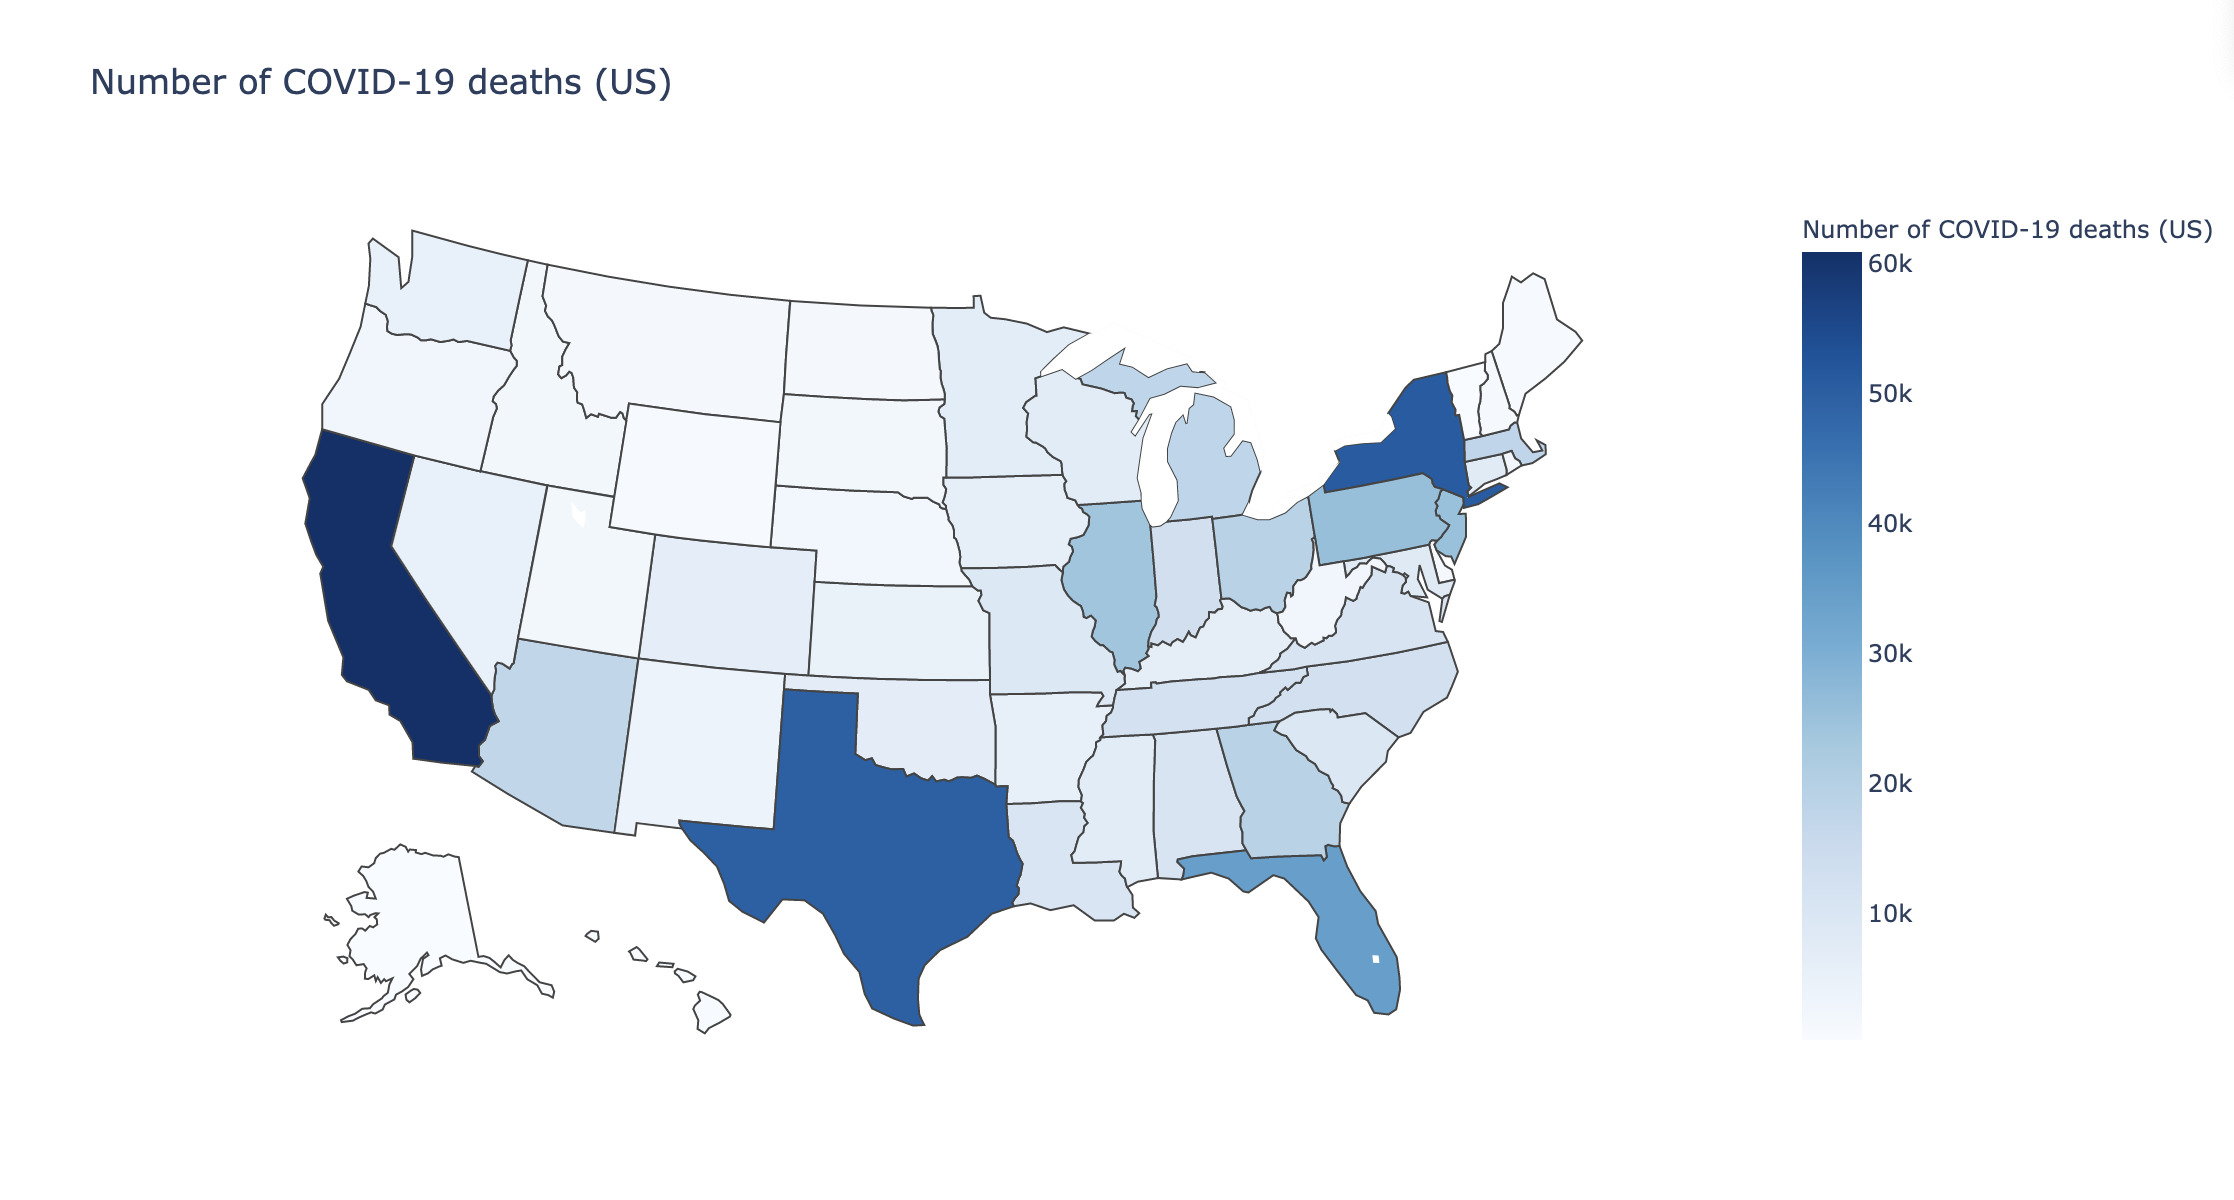 Number of COVID-19 deaths (US)
Number of COVID-19 deaths (US)
60k
50k
40k
30k
20k
10k